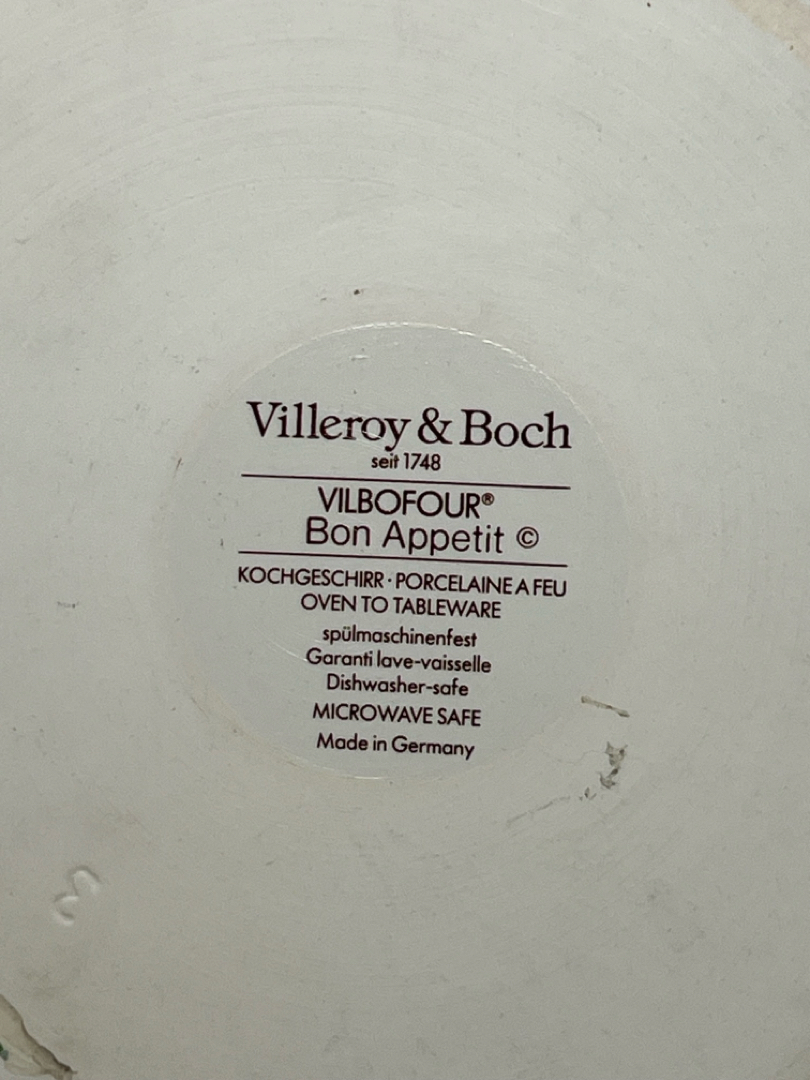 Villeroy & Boch
seit 1748
VILBOFOUR®
Bon Appetit ©
KOCHGESCHIRR · PORCELAINE A FEU
OVEN TO TABLEWARE
spülmaschinenfest
Garanti lave-vaisselle
Dishwasher-safe
MICROWAVE SAFE
Made in Germany